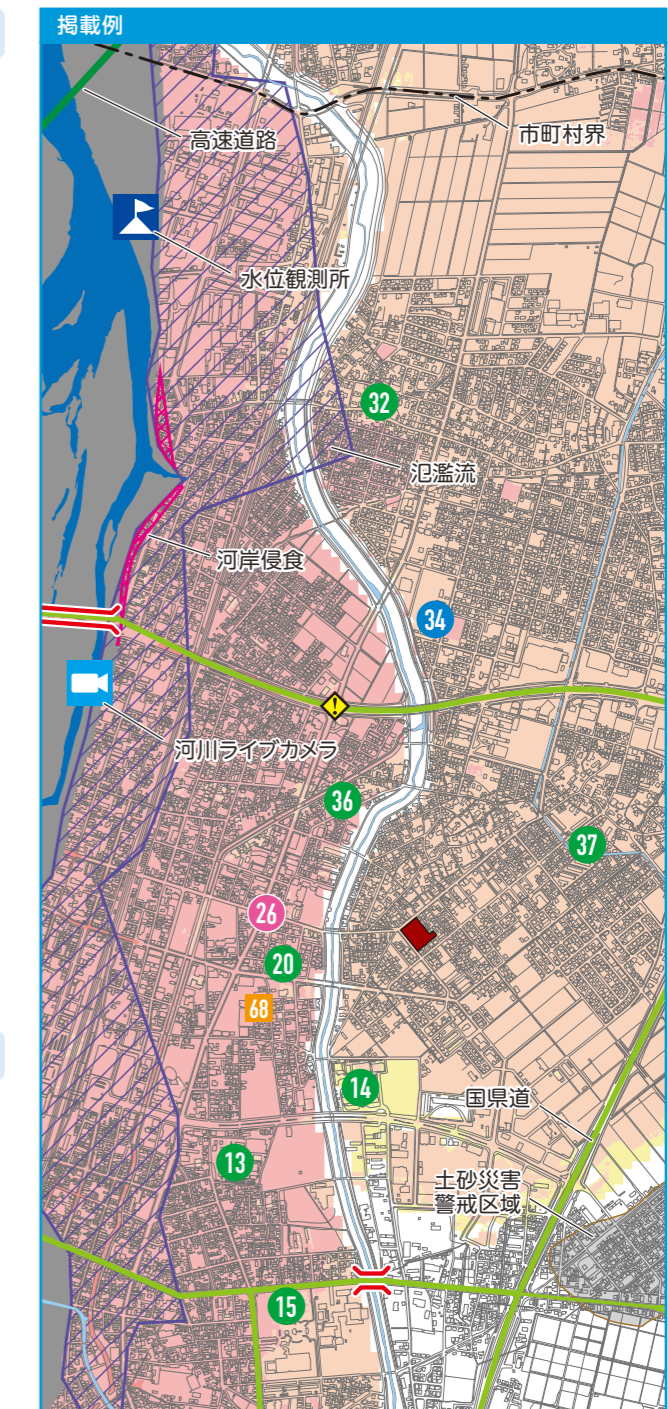 掲載例
高速道路
市町村界
水位観測所
32
氾濫流
河岸侵食
34
!
河川ライブカメラ
36
37
26
20
68
14
国県道
13
土砂災害
警戒区域
15